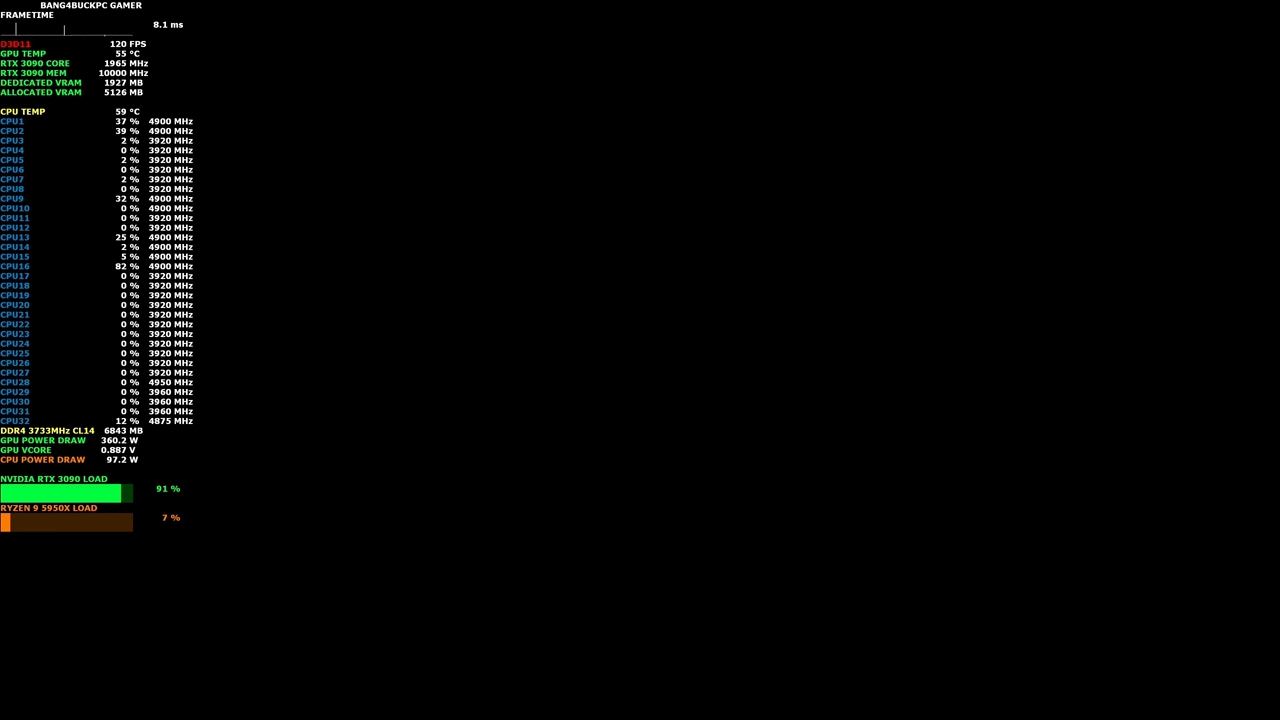 BANG4BUCKPC GAMER
FRAMETIME
8.1 ms
D3D11 120 FPS
GPU TEMP 55 °C
RTX 3090 CORE 1965 MHz
RTX 3090 MEM 10000 MHz
DEDICATED VRAM 1927 MB
ALLOCATED VRAM 5126 MB
CPU TEMP 59 °C
CPU1 37 % 4900 MHz
CPU2 39 % 4900 MHz
CPU3 2 % 3920 MHz
CPU4 0 % 3920 MHz
CPU5 2 % 3920 MHz
CPU6 0 % 3920 MHz
CPU7 2 % 3920 MHz
CPU8 0 % 3920 MHz
CPU9 32 % 4900 MHz
CPU10 0 % 4900 MHz
CPU11 0 % 3920 MHz
CPU12 0 % 3920 MHz
CPU13 25 % 4900 MHz
CPU14 2 % 4900 MHz
CPU15 5 % 4900 MHz
CPU16 82 % 4900 MHz
CPU17 0 % 3920 MHz
CPU18 0 % 3920 MHz
CPU19 0 % 3920 MHz
CPU20 0 % 3920 MHz
CPU21 0 % 3920 MHz
CPU22 0 % 3920 MHz
CPU23 0 % 3920 MHz
CPU24 0 % 3920 MHz
CPU25 0 % 3920 MHz
CPU26 0 % 3920 MHz
CPU27 0 % 3920 MHz
CPU28 0 % 4950 MHz
CPU29 0 % 3960 MHz
CPU30 0 % 3960 MHz
CPU31 0 % 3960 MHz
CPU32 12 % 4875 MHz
DDR4 3733MHz CL14 6843 MB
GPU POWER DRAW 360.2 W
GPU VCORE 0.887 V
CPU POWER DRAW 97.2 W
NVIDIA RTX 3090 LOAD
91 %
RYZEN 9 5950X LOAD
7 %